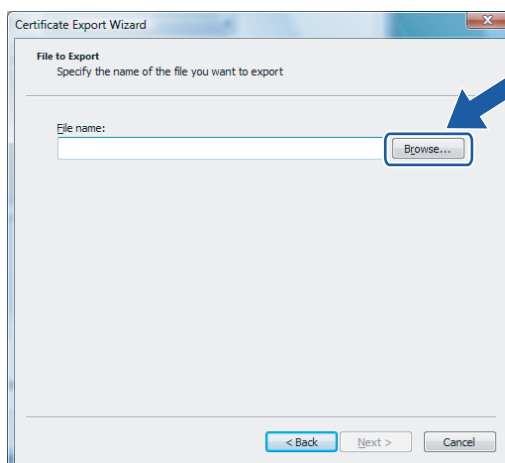 Certificate Export Wizard
File to Export
Specify the name of the file you want to export
File name:
Browse...
< Back Next > Cancel